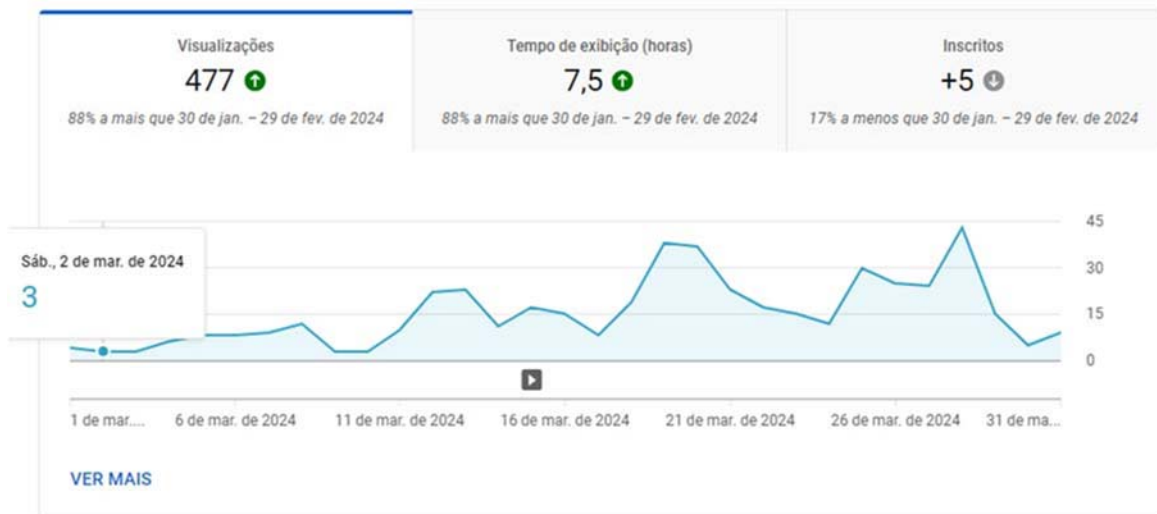 Visualizações
477
88% a mais que 30 de jan. – 29 de fev. de 2024
Tempo de exibição (horas)
7,5
88% a mais que 30 de jan. – 29 de fev. de 2024
Inscritos
+5
17% a menos que 30 de jan. – 29 de fev. de 2024
Sáb., 2 de mar. de 2024
3
45
30
15
0
1 de mar....
6 de mar. de 2024
11 de mar. de 2024
16 de mar. de 2024
21 de mar. de 2024
26 de mar. de 2024
31 de ma...
VER MAIS